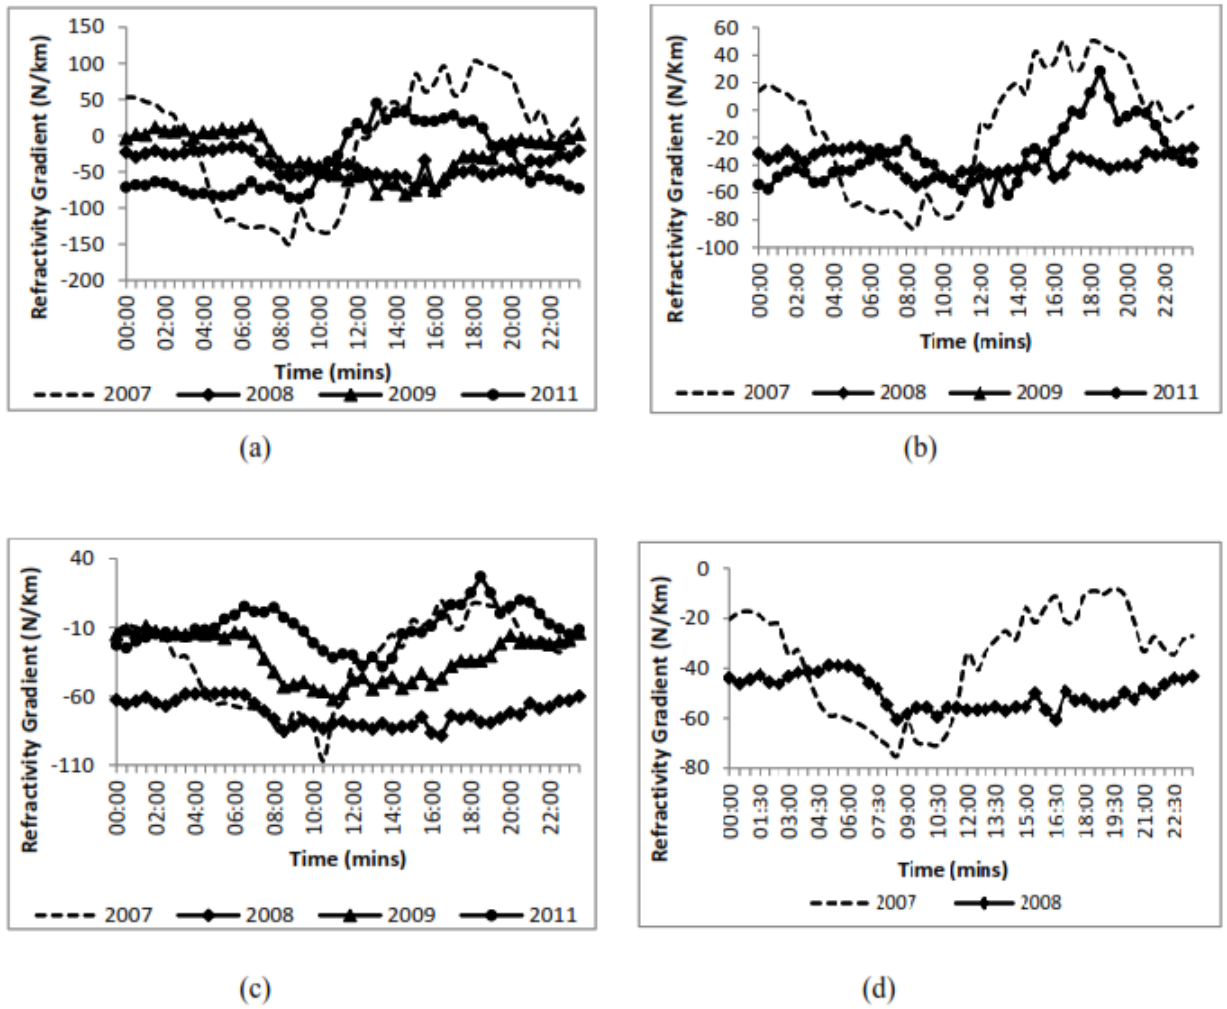 150
100
50
0
-50
-100
-150
-200
Refractivity Gradient (N/Km)
00:00 02:00 04:00 06:00 08:00 10:00 12:00 14:00 16:00 18:00 20:00 22:00
Time (mins)
2007 2008 2009 2011
(a)
60
40
20
0
-20
-40
-60
-80
-100
Refractivity Gradient (N/Km)
00:00 02:00 04:00 06:00 08:00 10:00 12:00 14:00 16:00 18:00 20:00 22:00
Time (mins)
2007 2008 2009 2011
(b)
40
-10
-60
-110
Refractivity Gradient (N/Km)
00:00 02:00 04:00 06:00 08:00 10:00 12:00 14:00 16:00 18:00 20:00 22:00
Time (mins)
2007 2008 2009 2011
(c)
0
-20
-40
-60
-80
Refractivity Gradient (N/Km)
00:00 01:30 03:00 04:30 06:00 07:30 09:00 10:30 12:00 13:30 15:00 16:30 18:00 19:30 21:00 22:30
Time (mins)
2007 2008
(d)